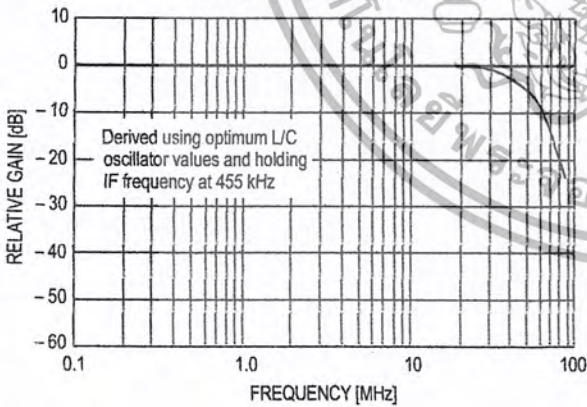 10
0
-10
-20
-30
-40
-50
-60
RELATIVE GAIN [dB]
Derived using optimum L/C
oscillator values and holding
IF frequency at 455 kHz
0.1
1.0
10
100
FREQUENCY [MHz]